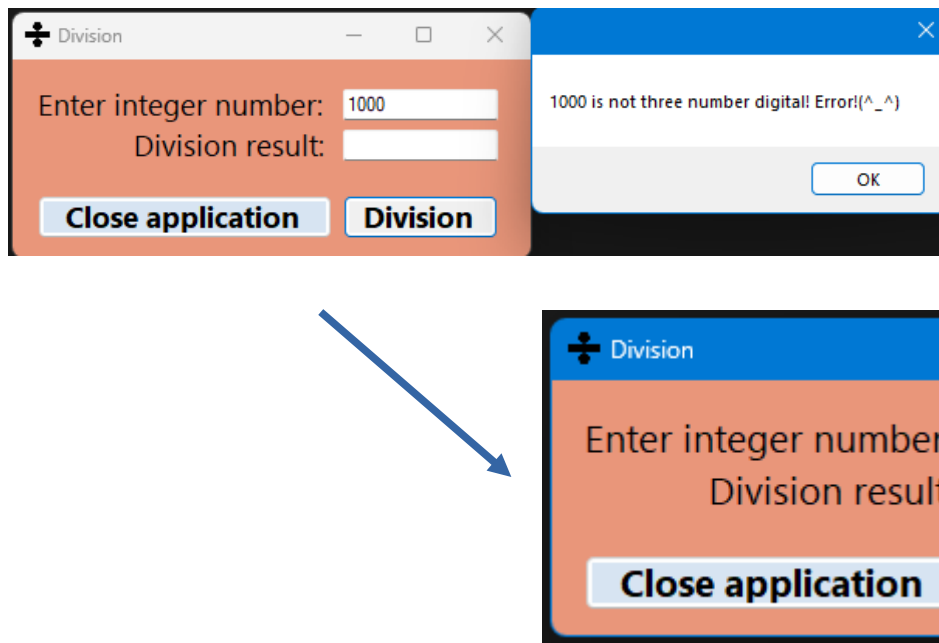 Division
Enter integer number: 1000
Division result:
Close application Division
1000 is not three number digital! Error!(^_^)
OK
Division
Enter integer number
Division result
Close application